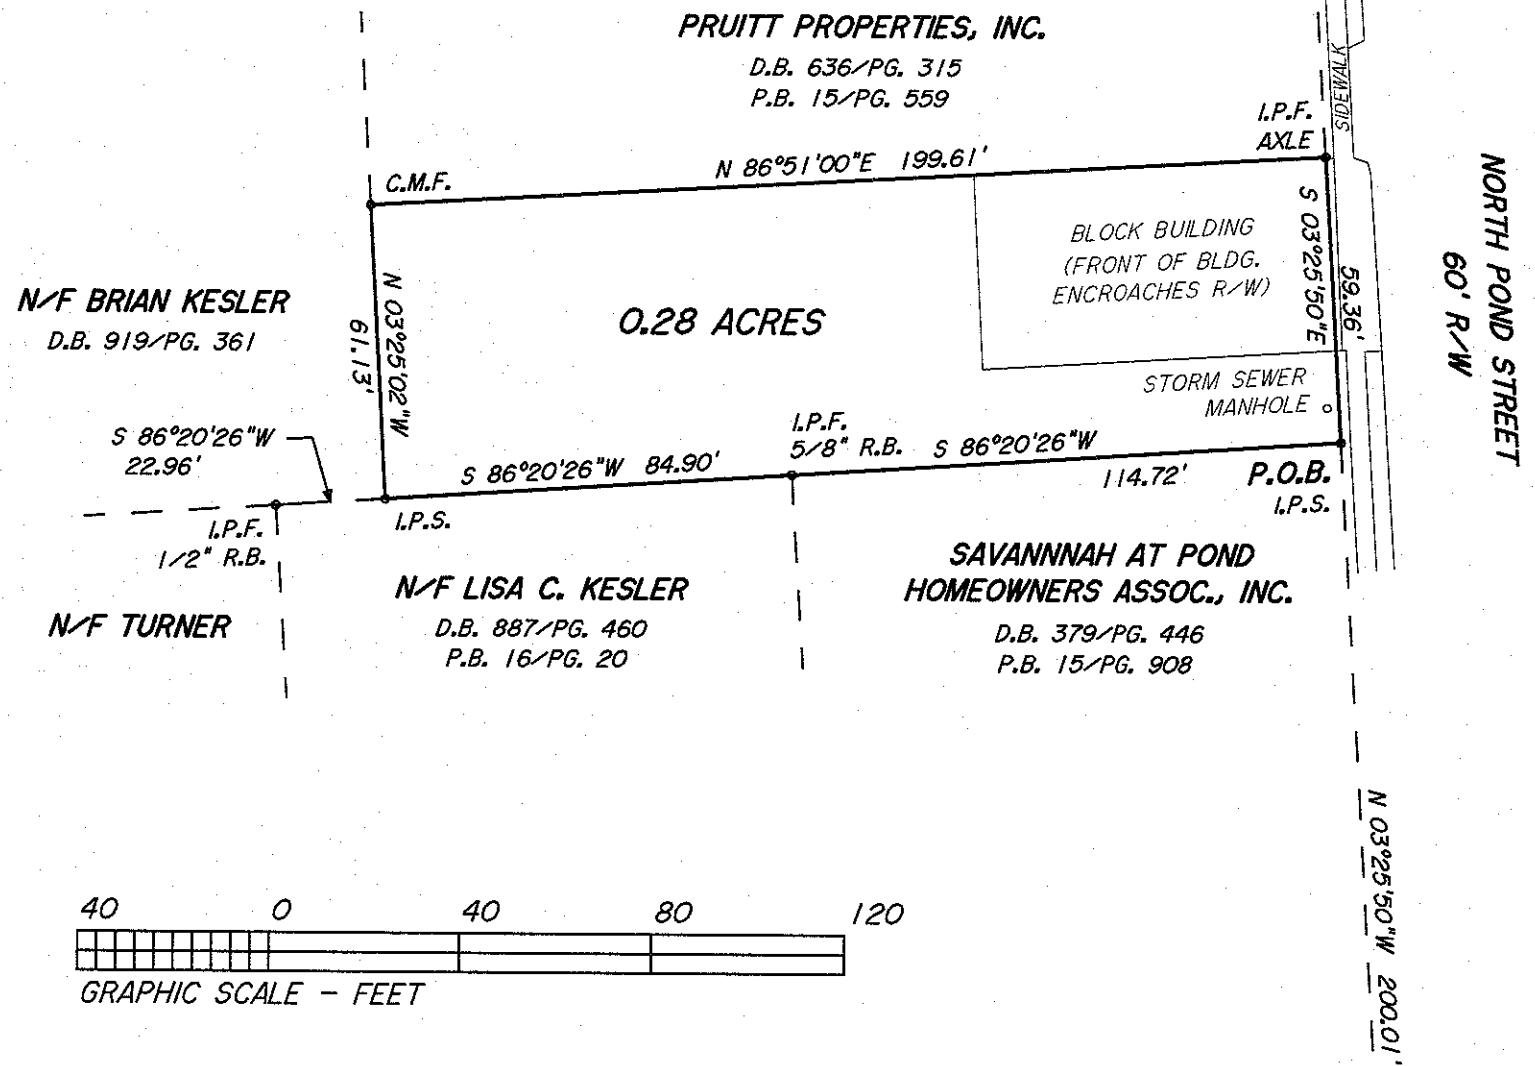 PRUITT PROPERTIES, INC.
D.B. 636/PG. 315
P.B. 15/PG. 559
SIDEWALK
I.P.F.
AXLE
N 86°51'00"E 199.61'
C.M.F.
NORTH POND STREET
60' R/W
BLOCK BUILDING
(FRONT OF BLDG.
ENCROACHES R/W)
S 03°25'50"E
59.36'
N/F BRIAN KESLER
D.B. 919/PG. 361
N 03°25'02"W
61.13'
0.28 ACRES
STORM SEWER
MANHOLE
S 86°20'26"W
22.96'
I.P.F.
5/8" R.B.
S 86°20'26"W
114.72'
S 86°20'26"W 84.90'
P.O.B.
I.P.S.
I.P.S.
I.P.F.
1/2" R.B.
N/F TURNER
N/F LISA C. KESLER
D.B. 887/PG. 460
P.B. 16/PG. 20
SAVANNNAH AT POND
HOMEOWNERS ASSOC., INC.
D.B. 379/PG. 446
P.B. 15/PG. 908
N 03°25'50"W 200.01'
40 0 40 80 120
GRAPHIC SCALE - FEET